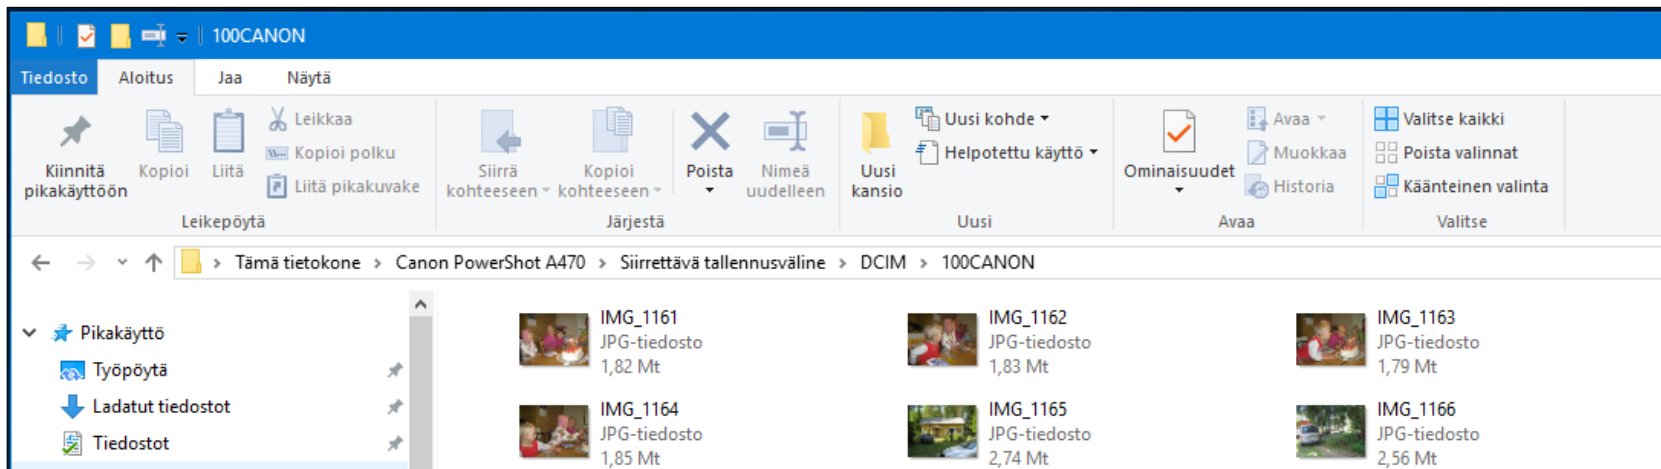 100CANON
Tiedosto Aloitus Jaa Näytä
Kiinnitä pikakäyttöön
Kopioi
Liitä
Leikkaa
Kopioi polku
Liitä pikakuvake
Leikepöytä
Siirrä kohteeseen
Kopioi kohteeseen
Poista
Nimeä uudelleen
Järjestä
Uusi kansio
Uusi kohde
Helpotettu käyttö
Uusi
Ominaisuudet
Avaa
Muokkaa
Historia
Avaa
Valitse kaikki
Poista valinnat
Käänteinen valinta
Valitse
Tämä tietokone > Canon PowerShot A470 > Siirrettävä tallennusväline > DCIM > 100CANON
Pikakäyttö
Työpöytä
Ladatut tiedostot
Tiedostot
IMG_1161
JPG-tiedosto
1,82 Mt
IMG_1162
JPG-tiedosto
1,83 Mt
IMG_1163
JPG-tiedosto
1,79 Mt
IMG_1164
JPG-tiedosto
1,85 Mt
IMG_1165
JPG-tiedosto
2,74 Mt
IMG_1166
JPG-tiedosto
2,56 Mt